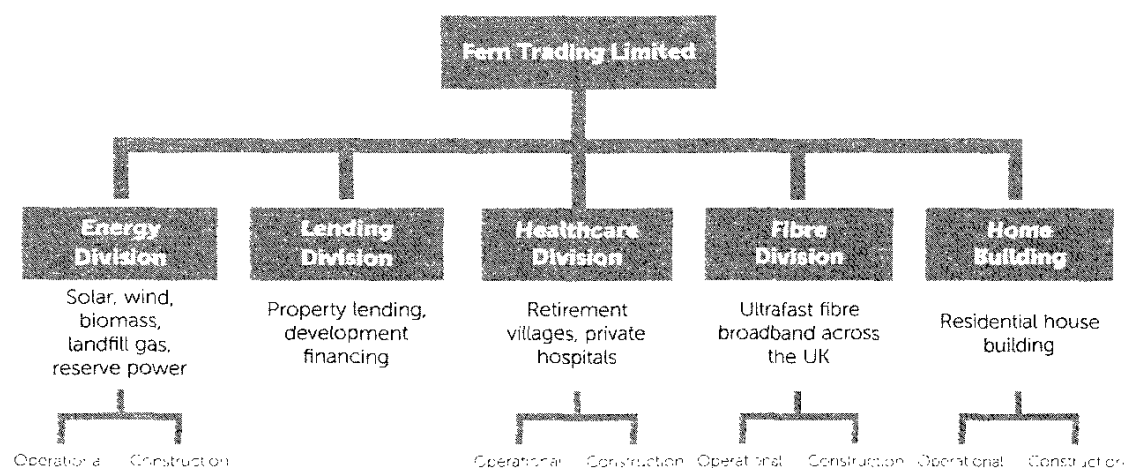 Fern Trading Limited
Energy
Division
Lending
Division
Healthcare
Division
Fibre
Division
Home
Building
Solar, wind,
biomass,
landfill gas,
reserve power
Property lending,
development
financing
Retirement
villages, private
hospitals
Ultrafast fibre
broadband across
the UK
Residential house
building
Operational Construction
Operational Construction
Operational Construction
Operational Construction